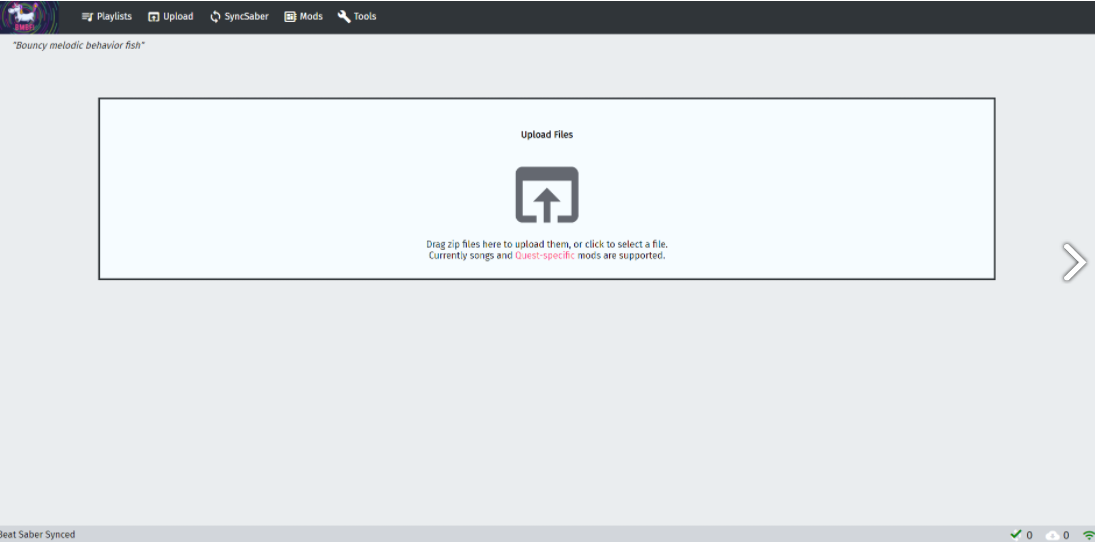 BMBF
Playlists
Upload
SyncSaber
Mods
Tools
"Bouncy melodic behavior fish"
Upload Files
Drag zip files here to upload them, or click to select a file.
Currently songs and Quest-specific mods are supported.
Beat Saber Synced
0
0